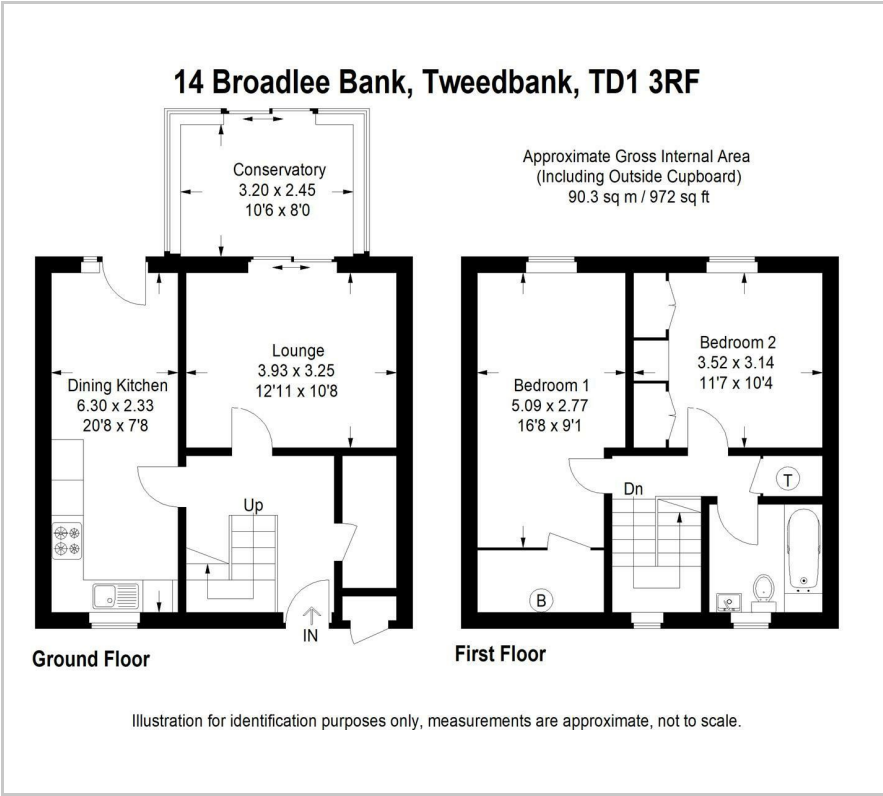 14 Broadlee Bank, Tweedbank, TD1 3RF
Approximate Gross Internal Area
(Including Outside Cupboard)
90.3 sq m / 972 sq ft
Conservatory
3.20 x 2.45
10'6 x 8'0
Lounge
3.93 x 3.25
12'11 x 10'8
Dining Kitchen
6.30 x 2.33
20'8 x 7'8
Up
IN
Ground Floor
Bedroom 1
5.09 x 2.77
16'8 x 9'1
Bedroom 2
3.52 x 3.14
11'7 x 10'4
Dn
T
B
First Floor
Illustration for identification purposes only, measurements are approximate, not to scale.